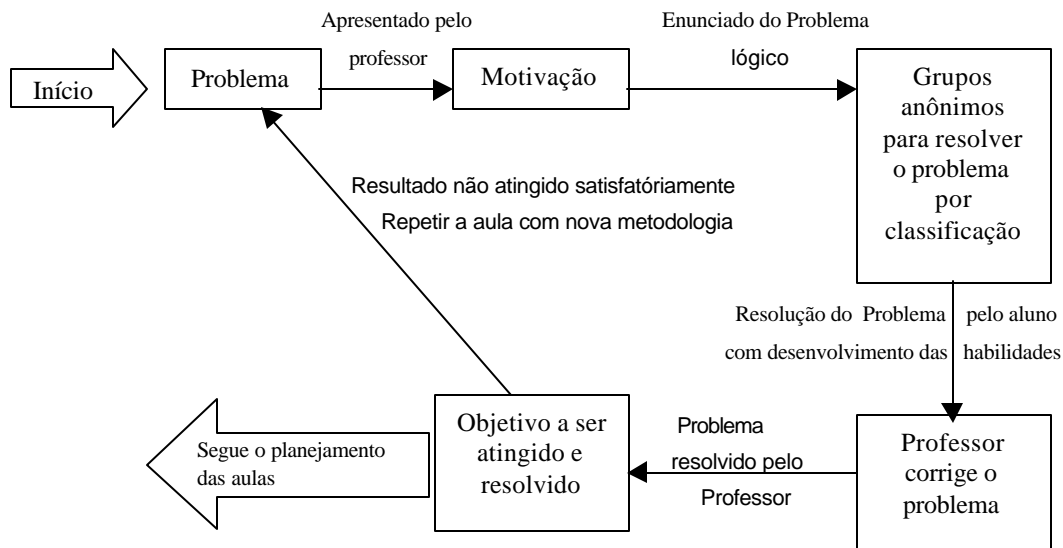 Início
Problema
Apresentado pelo
professor
Motivação
Enunciado do Problema
lógico
Grupos
anônimos
para resolver
o problema
por
classificação
Resultado não atingido satisfatóriamente
Repetir a aula com nova metodologia
Resolução do Problema pelo aluno
com desenvolvimento das habilidades
Professor
corrige o
problema
Problema
resolvido pelo
Professor
Objetivo a ser
atingido e
resolvido
Segue o planejamento
das aulas